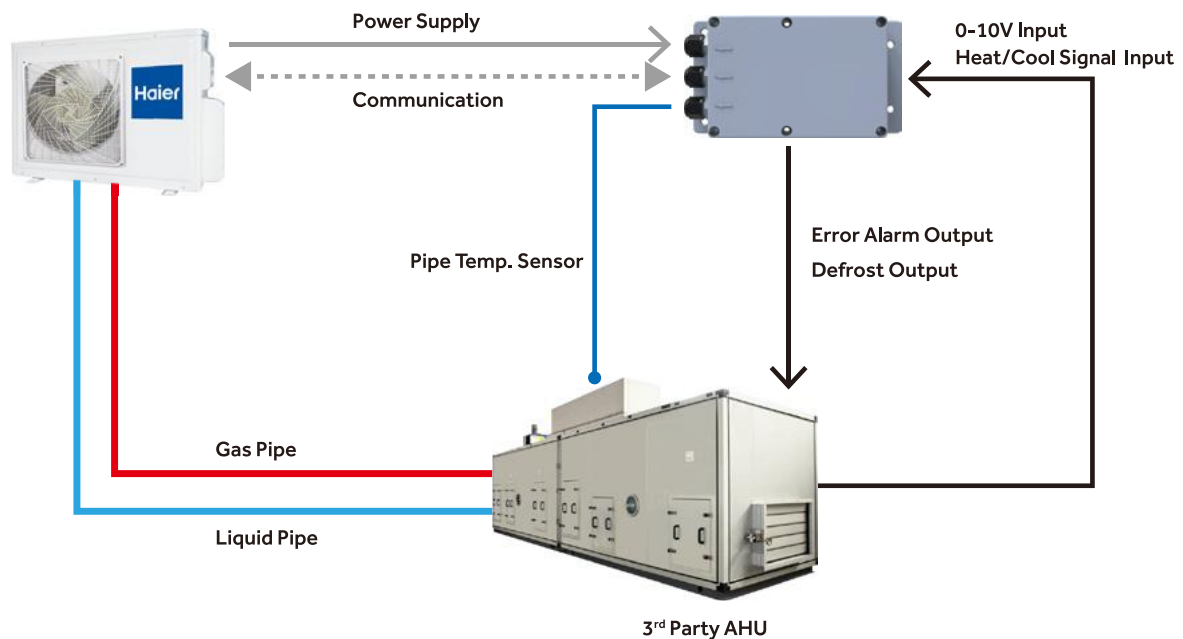 Power Supply
0-10V Input
Heat/Cool Signal Input
Haier
Communication
Error Alarm Output
Pipe Temp. Sensor
Defrost Output
Gas Pipe
Liquid Pipe
3rd Party AHU